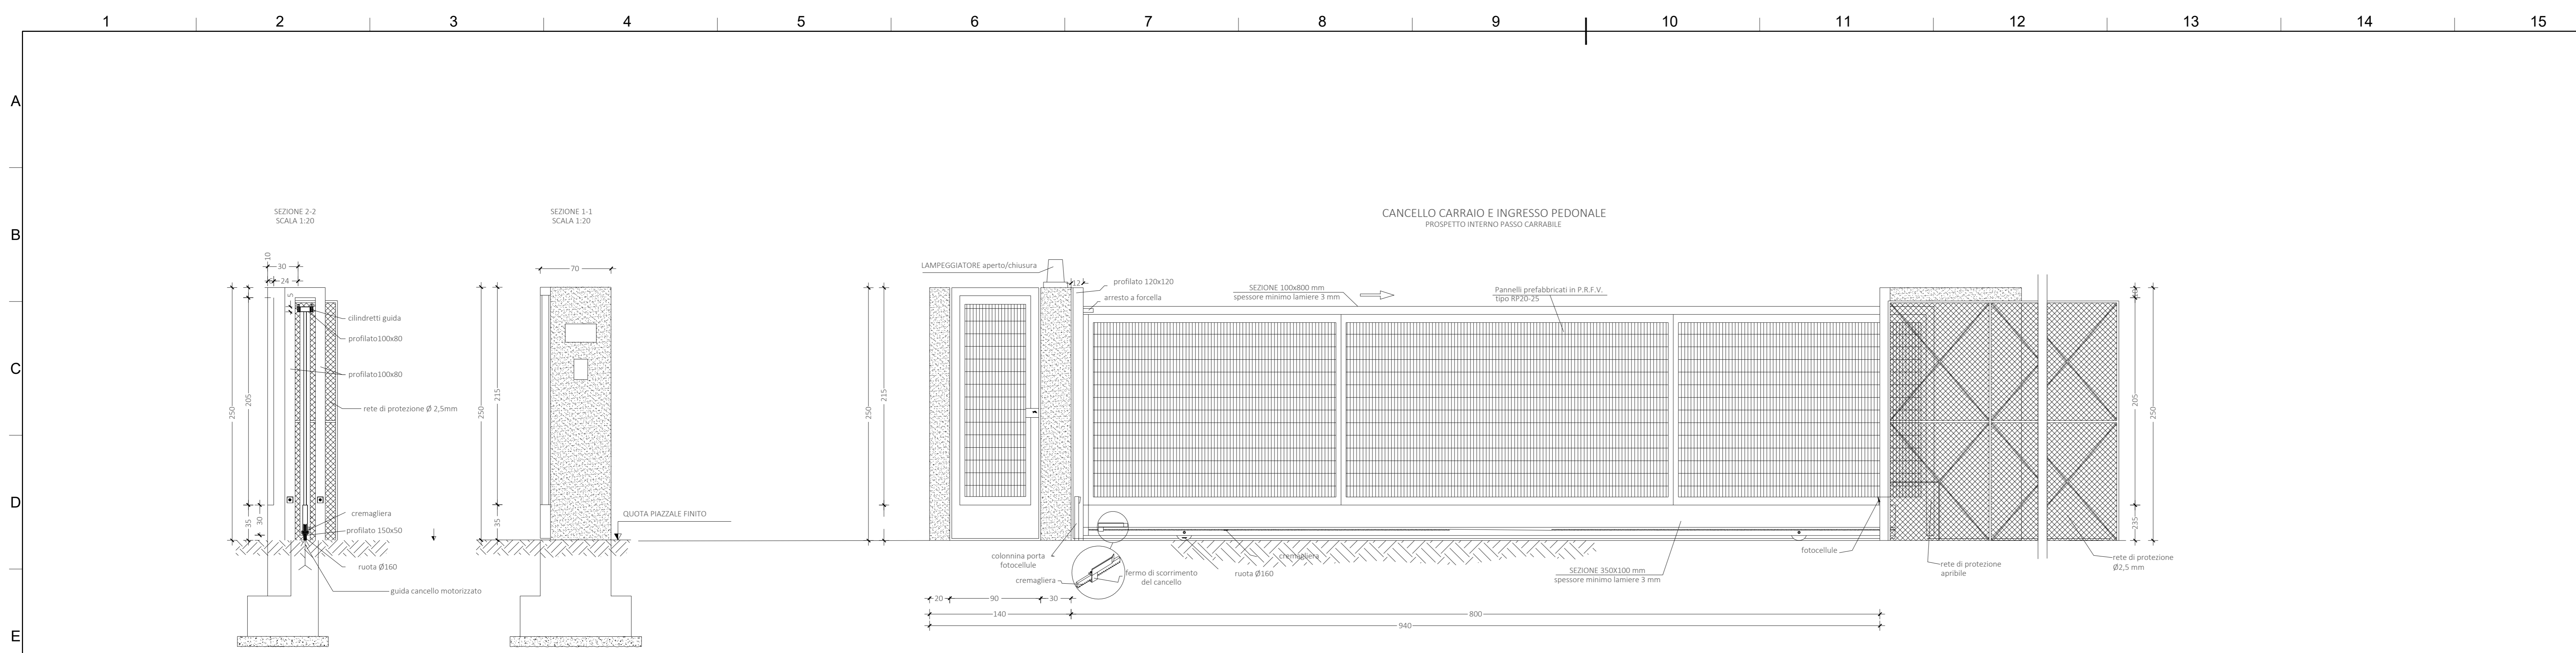 1 2 3 4 5 6 7 8 9 10 11 12 13 14 15
A
B
C
D
E
SEZIONE 2-2
SCALA 1:20
10
30
24
5
250
205
35
30
cilindretti guida
profilato100x80
profilato100x80
rete di protezione Ø 2,5mm
cremagliera
profilato 150x50
ruota Ø160
guida cancello motorizzato
SEZIONE 1-1
SCALA 1:20
70
250
215
35
QUOTA PIAZZALE FINITO
CANCELLO CARRAIO E INGRESSO PEDONALE
PROSPETTO INTERNO PASSO CARRABILE
LAMPEGGIATORE aperto/chiusura
12
profilato 120x120
arresto a forcella
SEZIONE 100x800 mm
spessore minimo lamiere 3 mm
Pannelli prefabbricati in P.R.F.V.
tipo RP20-25
250
215
colonnina porta
fotocellule
cremagliera
fermo di scorrimento
del cancello
ruota Ø160
cremagliera
SEZIONE 350X100 mm
spessore minimo lamiere 3 mm
fotocellule
rete di protezione
apribile
rete di protezione
Ø2,5 mm
205
235
250
20
90
30
140
800
940